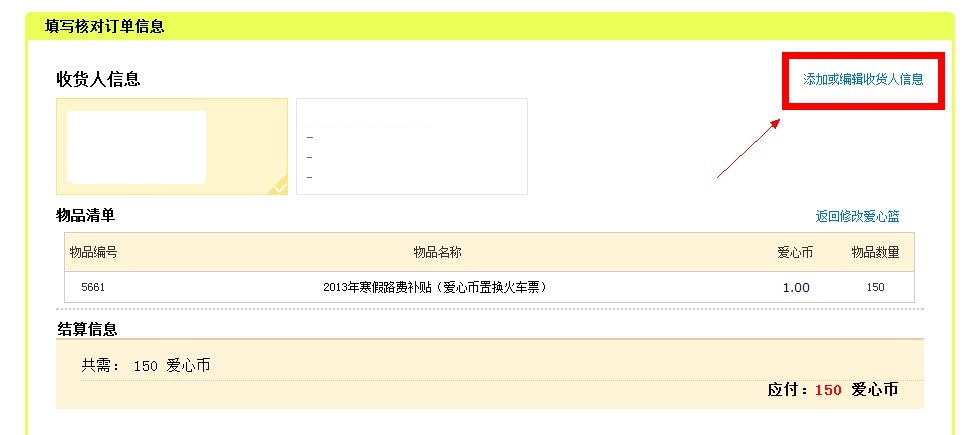 填写核对订单信息
收货人信息 添加或编辑收货人信息
–
–
–
物品清单 返回修改爱心篮
物品编号 物品名称 爱心币 物品数量
5661 2013年寒假路费补贴（爱心币置换火车票） 1.00 150
结算信息
共需： 150 爱心币
应付：150 爱心币